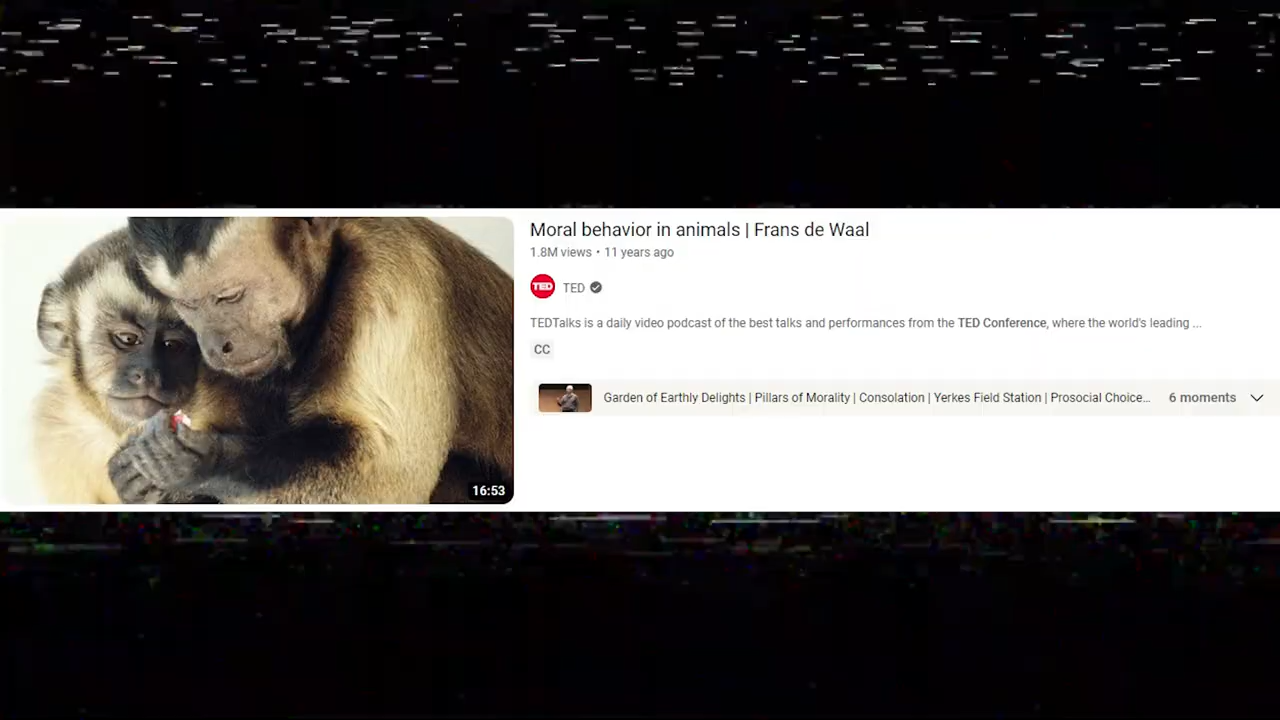 Moral behavior in animals | Frans de Waal
1.8M views • 11 years ago
TED
TED
TEDTalks is a daily video podcast of the best talks and performances from the TED Conference, where the world's leading ...
CC
Garden of Earthly Delights | Pillars of Morality | Consolation | Yerkes Field Station | Prosocial Choice... 6 moments
16:53